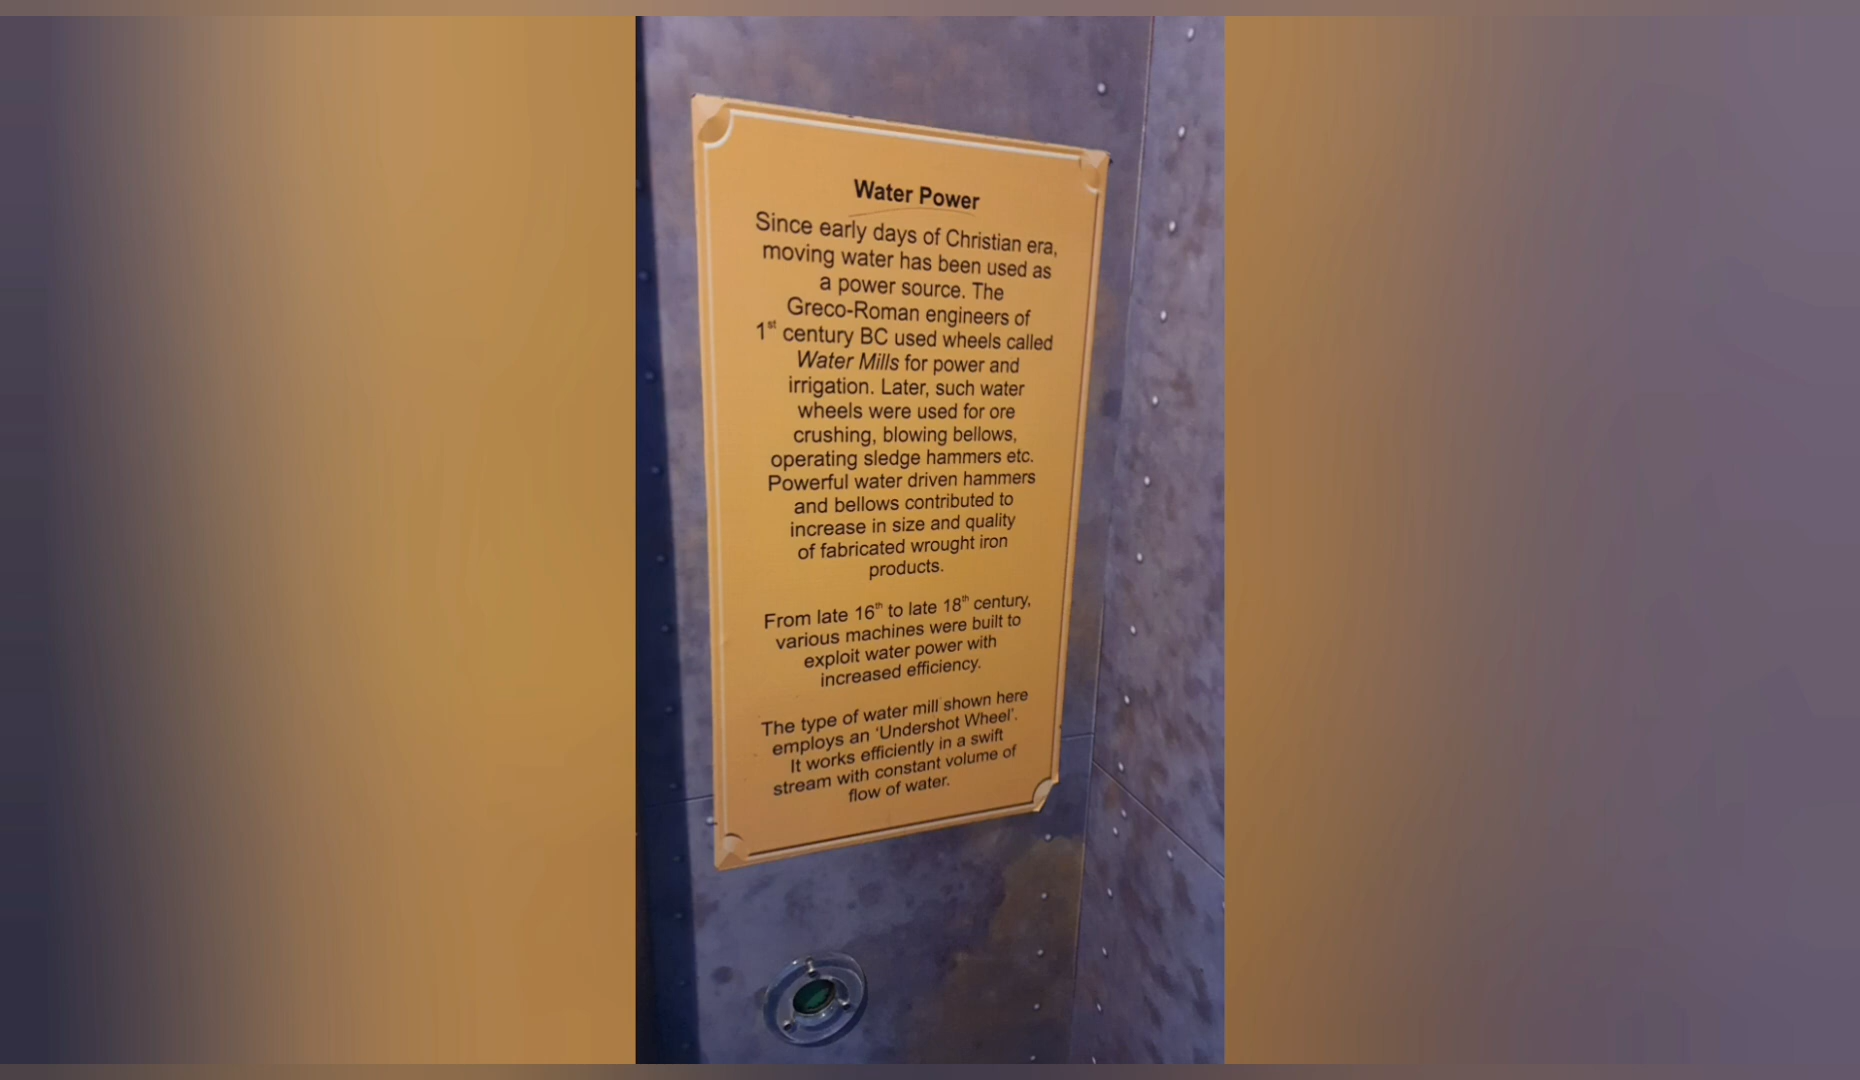 Water Power
Since early days of Christian era,
moving water has been used as
a power source. The
Greco-Roman engineers of
1st century BC used wheels called
Water Mills for power and
irrigation. Later, such water
wheels were used for ore
crushing, blowing bellows,
operating sledge hammers etc.
Powerful water driven hammers
and bellows contributed to
increase in size and quality
of fabricated wrought iron
products.
From late 16th to late 18th century,
various machines were built to
exploit water power with
increased efficiency.
The type of water mill shown here
employs an ‘Undershot Wheel’.
It works efficiently in a swift
stream with constant volume of
flow of water.